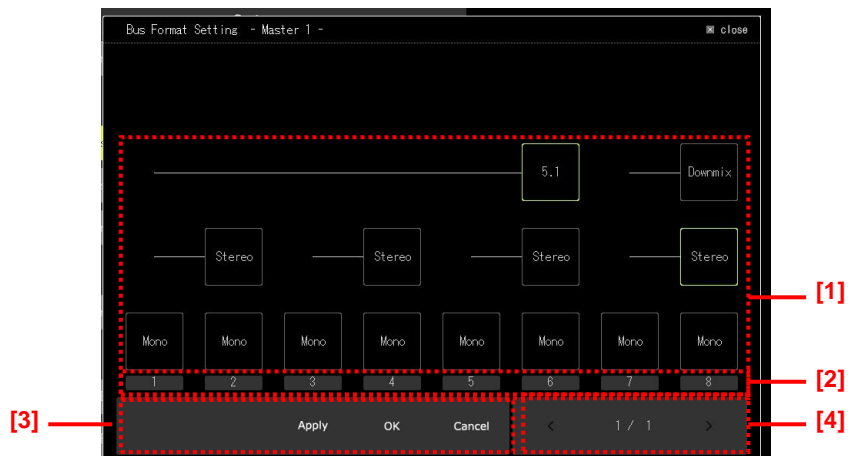 Bus Format Setting - Master 1 - close
5.1 Downmix
Stereo Stereo Stereo Stereo
[1]
Mono Mono Mono Mono Mono Mono Mono Mono
1 2 3 4 5 6 7 8 [2]
[3] Apply OK Cancel < 1 / 1 > [4]